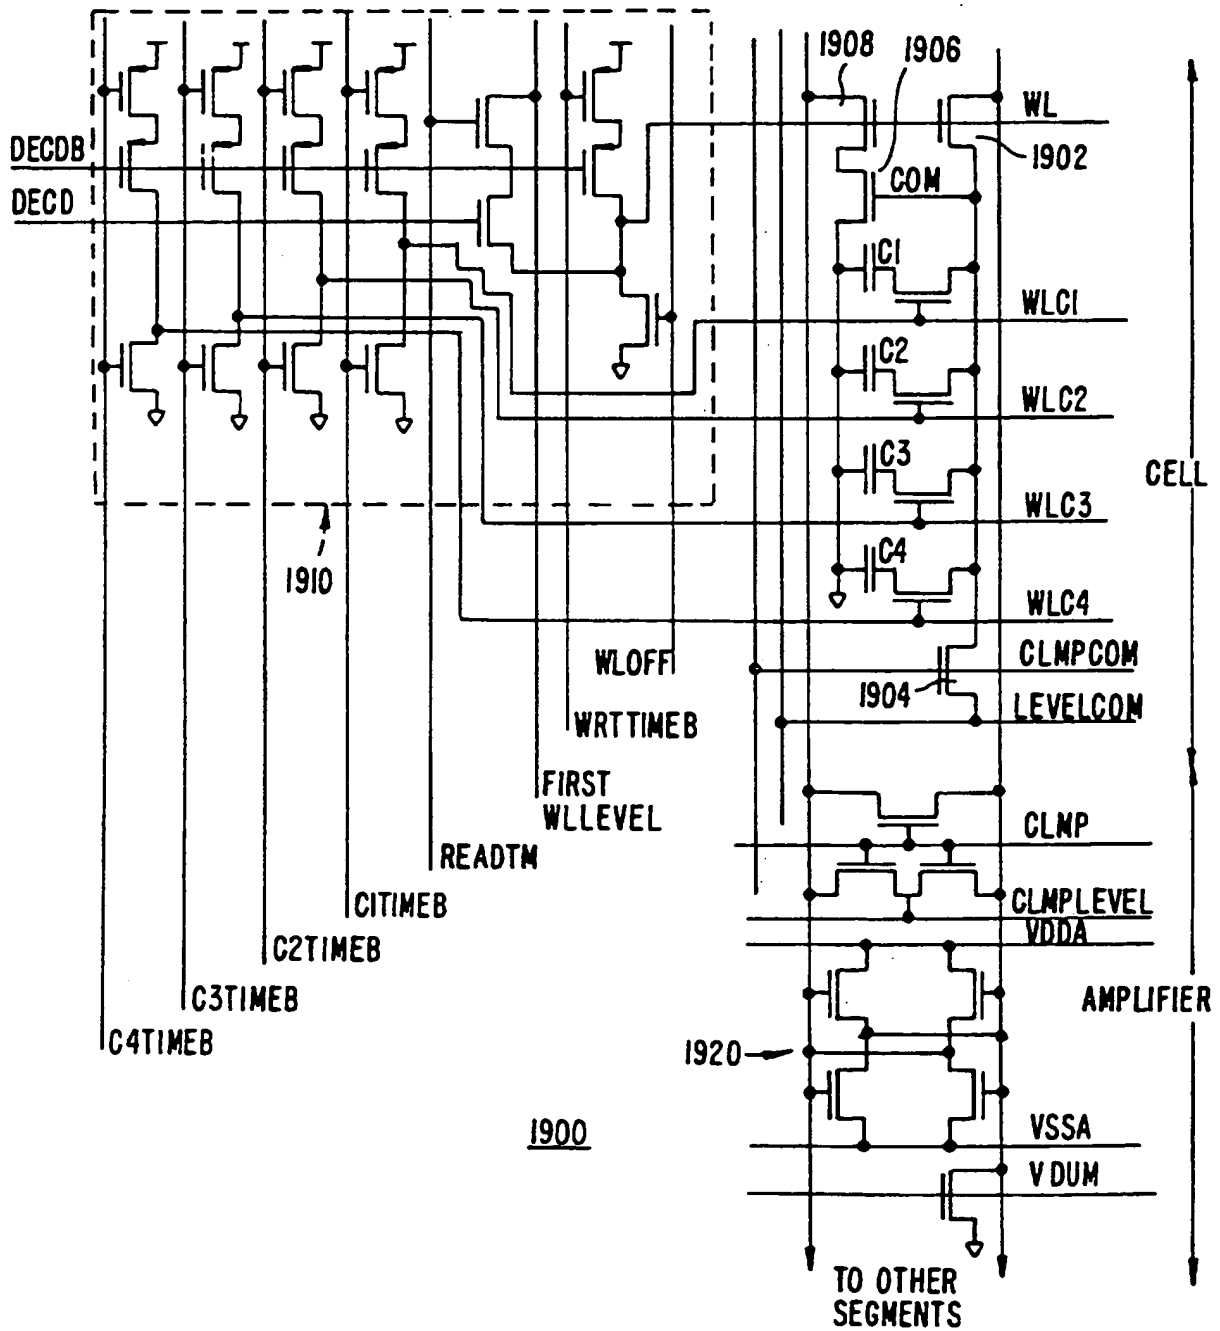 1908
1906
WL
DECDB
1902
DECD
COM
C1
WLC1
C2
WLC2
C3
CELL
WLC3
C4
1910
WLC4
WLOFF
CLMPCOM
1904
LEVELCOM
WRTTIMEB
FIRST
WLLEVEL
CLMP
READTM
C1TIMEB
CLMPLEVEL
VDDA
C2TIMEB
C3TIMEB
AMPLIFIER
C4TIMEB
1920
1900
VSSA
VDUM
TO OTHER
SEGMENTS